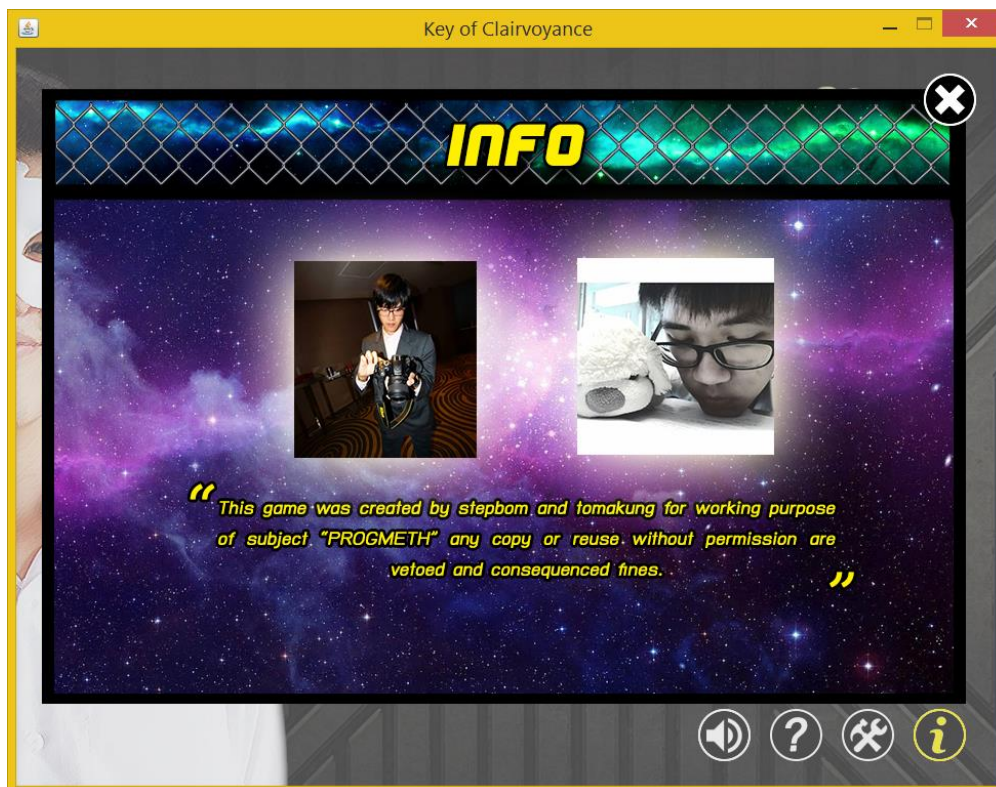 Key of Clairvoyance
INFO
“ This game was created by stepbom and tomakung for working purpose
of subject “PROGMETH” any copy or reuse without permission are
vetoed and consequenced fines. ”